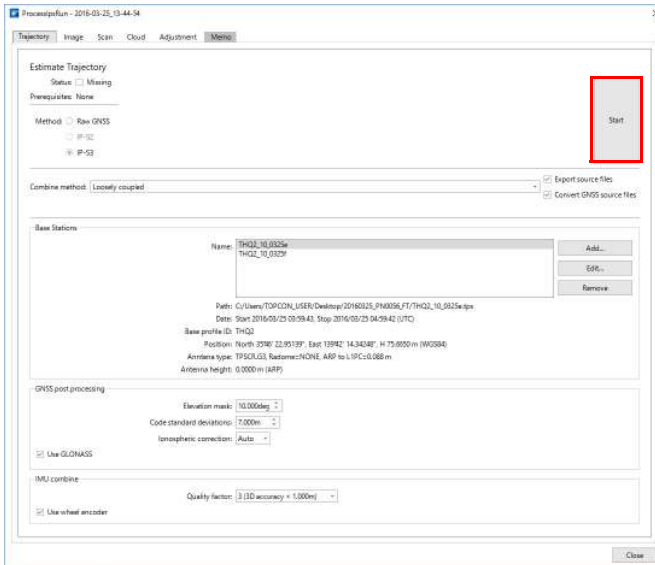 ProcessIpsRun - 2016-03-25_13-44-54
Trajectory Image Scan Cloud Adjustment Memo
Estimate Trajectory
Status: Missing
Prerequisites: None
Method: Raw GNSS
IP-S2
IP-S3
Start
Combine method: Loosely coupled
Export source files
Convert GNSS source files
Base Stations
Name: THQ2_10_0325e
THQ2_10_0325f
Add...
Edit...
Remove
Path: C:/Users/TOPCON_USER/Desktop/20160325_PN0056_FT/THQ2_10_0325e.tps
Date: Start 2016/03/25 03:59:43, Stop 2016/03/25 04:59:42 (UTC)
Base profile ID: THQ2
Position: North 35°48' 22.95139", East 139°42' 14.34248", H 75.6650 m (WGS84)
Anntena type: TPSCR.G3, Radome=NONE, ARP to L1PC=0.088 m
Antenna height: 0.0000 m (ARP)
GNSS post.processing
Elevation mask: 10.000deg
Code standard deviations: 7.000m
Ionospheric correction: Auto
Use GLONASS
IMU combine
Quality factor: 3 (3D accuracy < 1.000m)
Use wheel encoder
Close